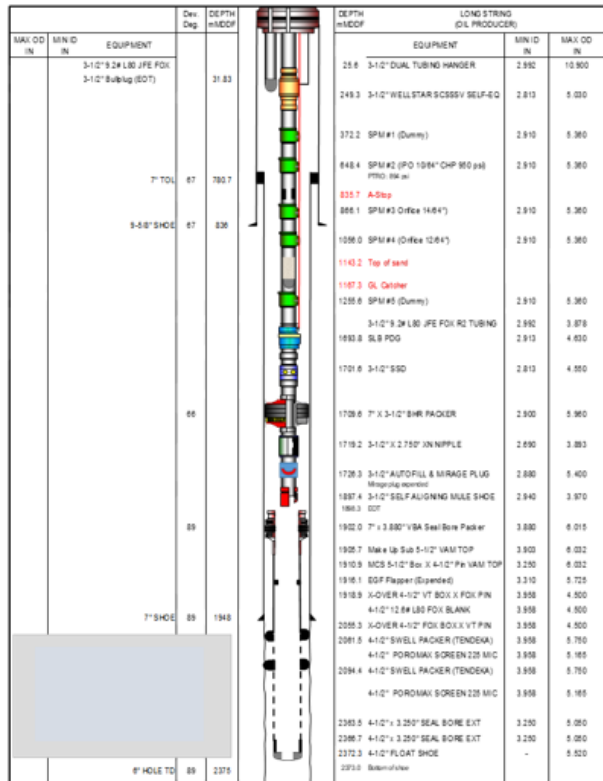 Dev. Deg. DEPTH mMDDF DEPTH mMDDF LONG STRING (OIL PRODUCER)
MAX OD IN MIN ID IN EQUIPMENT EQUIPMENT MIN ID IN MAX OD IN
3-1/2" 9.2# L80 JFE FOX
3-1/2" Bullplug (EOT) 31.83
7" TOL 67 780.7
9-5/8" SHOE 67 836
66
89
7" SHOE 89 1948
6" HOLE TD 89 2375
25.6 3-1/2" DUAL TUBING HANGER 2.992 10.900
249.3 3-1/2" WELLSTAR SCSSSV SELF-EQ 2.813 5.030
372.2 SPM #1 (Dummy) 2.910 5.360
648.4 SPM #2 (IPO 10/64" CHP 950 psi) 2.910 5.360
PTRO: 894 psi
835.7 A-Stop
866.1 SPM #3 Orifice 14/64") 2.910 5.360
1056.0 SPM #4 (Orifice 12/64") 2.910 5.360
1143.2 Top of sand
1167.3 GL Catcher
1255.6 SPM #5 (Dummy) 2.910 5.360
3-1/2" 9.2# L80 JFE FOX R2 TUBING 2.992 3.878
1693.8 SLB PDG 2.913 4.630
1701.6 3-1/2" SSD 2.813 4.550
1709.6 7" X 3-1/2" BHR PACKER 2.900 5.960
1719.2 3-1/2" X 2.750" XN NIPPLE 2.690 3.893
1726.3 3-1/2" AUTOFILL & MIRAGE PLUG 2.880 5.400
Mirage plug expended
1897.4 3-1/2" SELF ALIGNING MULE SHOE 2.940 3.970
1898.3 EOT
1902.0 7" x 3.880" VBA Seal Bore Packer 3.880 6.015
1905.7 Make Up Sub 5-1/2" VAM TOP 3.903 6.032
1910.9 MCS 5-1/2" Box X 4-1/2" Pin VAM TOP 3.250 6.032
1916.1 EGF Flapper (Expended) 3.310 5.725
1918.9 X-OVER 4-1/2" VT BOX X FOX PIN 3.958 4.500
4-1/2" 12.6# L80 FOX BLANK 3.958 4.500
2055.3 X-OVER 4-1/2" FOX BOX X VT PIN 3.958 4.500
2061.5 4-1/2" SWELL PACKER (TENDEKA) 3.958 5.750
4-1/2" POROMAX SCREEN 225 MIC 3.958 5.165
2094.4 4-1/2" SWELL PACKER (TENDEKA) 3.958 5.750
4-1/2" POROMAX SCREEN 225 MIC 3.958 5.165
2363.5 4-1/2" x 3.250" SEAL BORE EXT 3.250 5.050
2366.7 4-1/2" x 3.250" SEAL BORE EXT 3.250 5.050
2372.3 4-1/2" FLOAT SHOE - 5.520
2373.0 Bottom of shoe